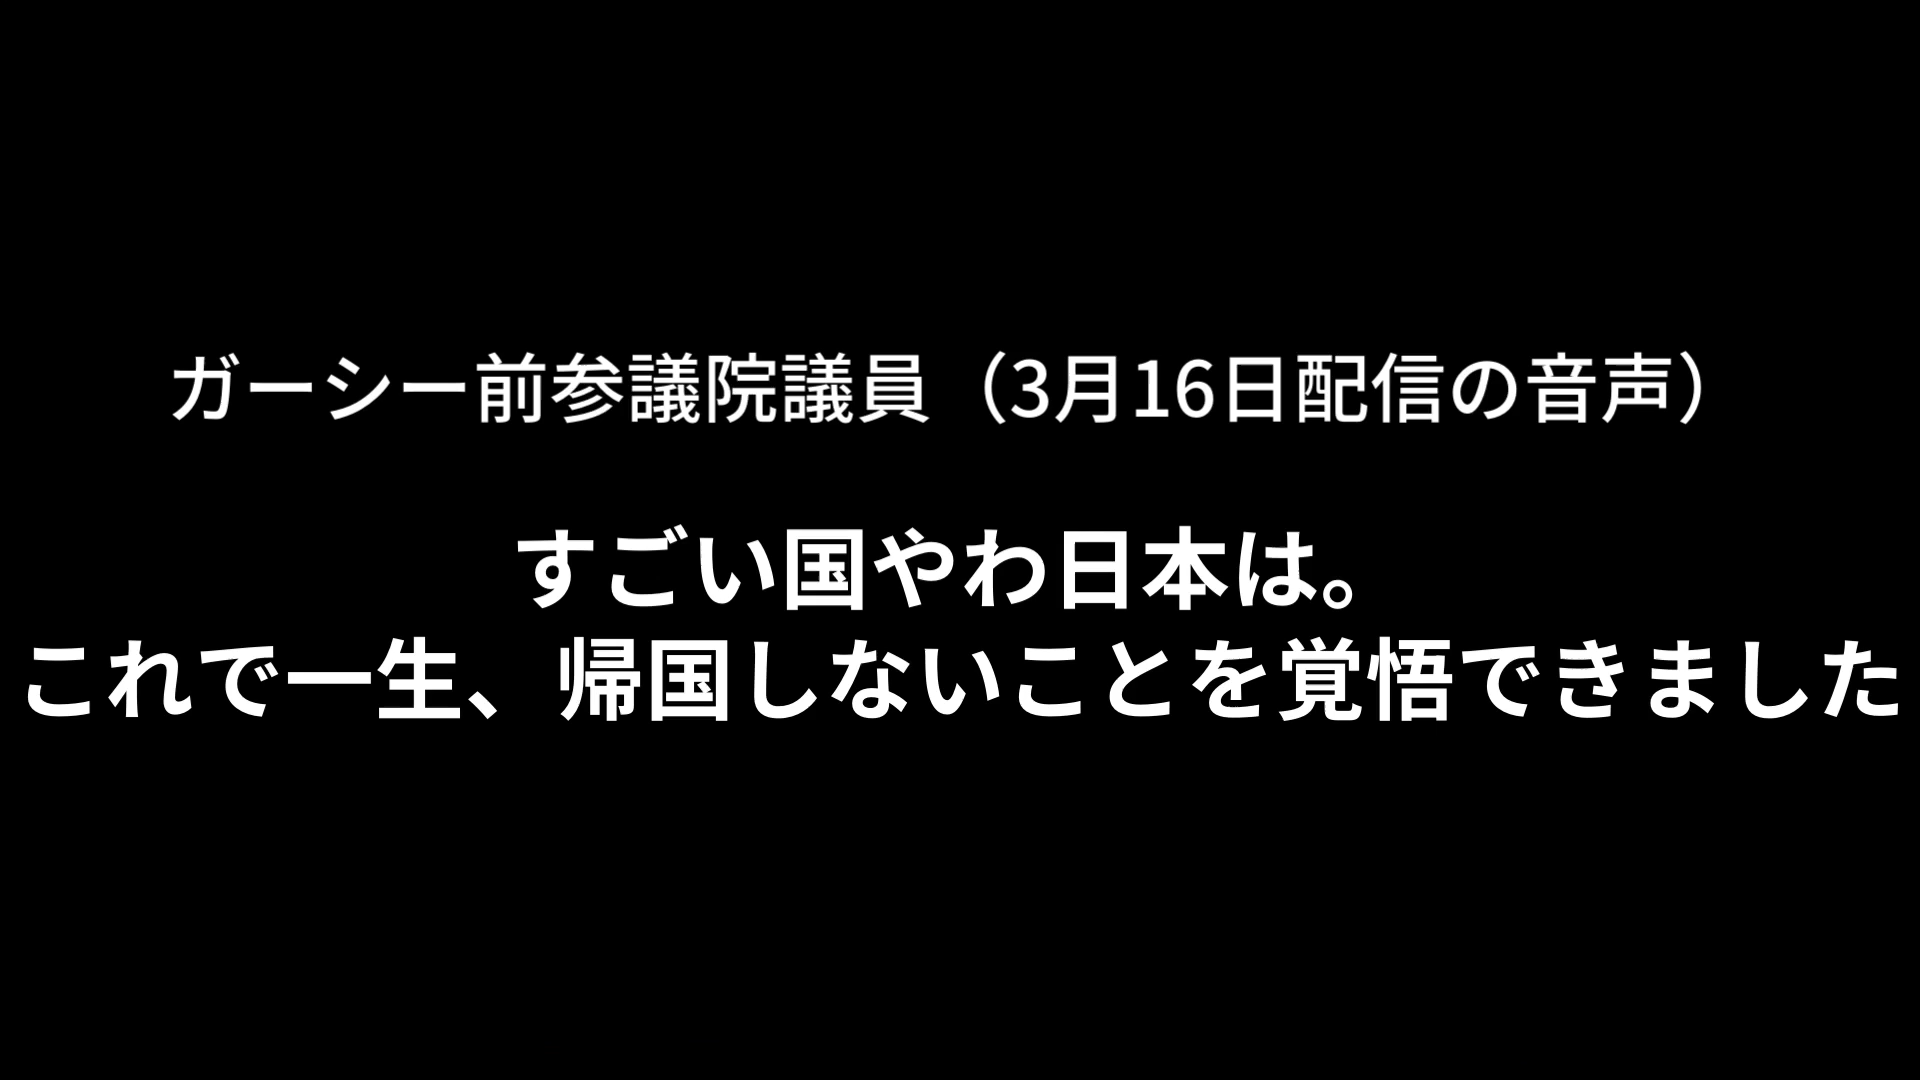 ガーシー前参議院議員（3月16日配信の音声）
すごい国やわ日本は。
これで一生、帰国しないことを覚悟できました